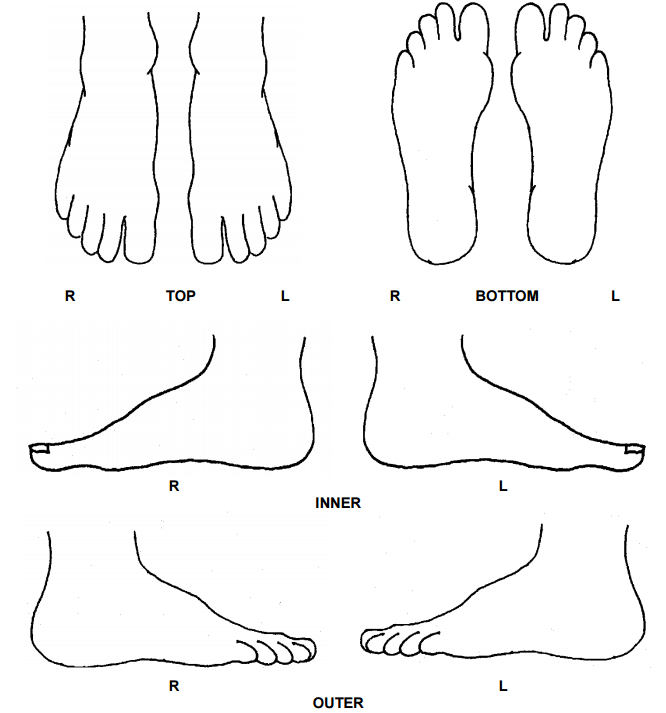 R TOP L
R BOTTOM L
R L
INNER
R L
OUTER